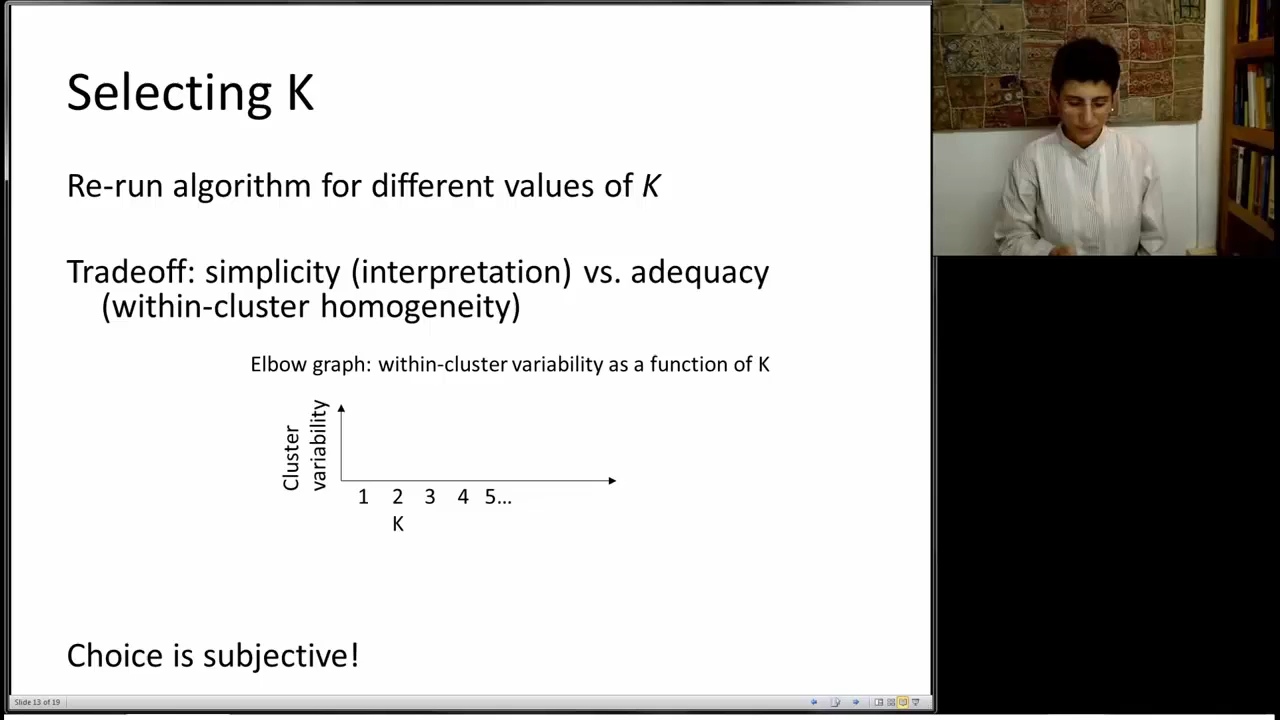 Selecting K
Re-run algorithm for different values of K
Tradeoff: simplicity (interpretation) vs. adequacy
(within-cluster homogeneity)
Elbow graph: within-cluster variability as a function of K
Cluster
variability
1 2 3 4 5...
K
Choice is subjective!
Slide 13 of 19